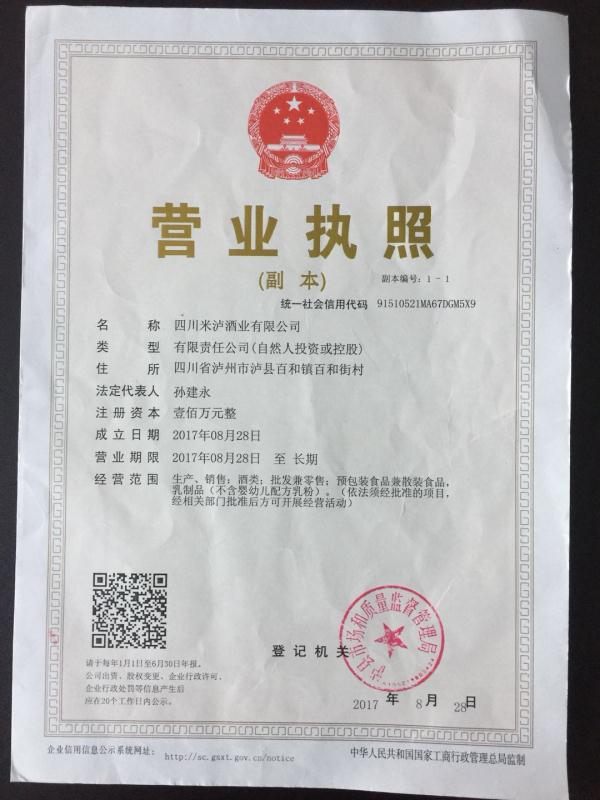 营业执照
(副 本)
副本编号：1－1
统一社会信用代码 91510521MA67DGM5X9
名 称 四川米泸酒业有限公司
类 型 有限责任公司(自然人投资或控股)
住 所 四川省泸州市泸县百和镇百和街村
法定代表人 孙建永
注册资本 壹佰万元整
成立日期 2017年08月28日
营业期限 2017年08月28日 至 长期
经营范围 生产、销售：酒类；批发兼零售；预包装食品兼散装食品，
乳制品（不含婴幼儿配方乳粉）。（依法须经批准的项目，
经相关部门批准后方可开展经营活动）
登记机关
泸县市场和质量监督管理局
2017 年 8 月 28 日
请于每年1月1日至6月30日年报。
公司出资、股权变更、企业行政许可、
企业行政处罚等信息产生后
应在20个工作日内公示。
企业信用信息公示系统网址： http://sc.gsxt.gov.cn/notice
中华人民共和国国家工商行政管理总局监制